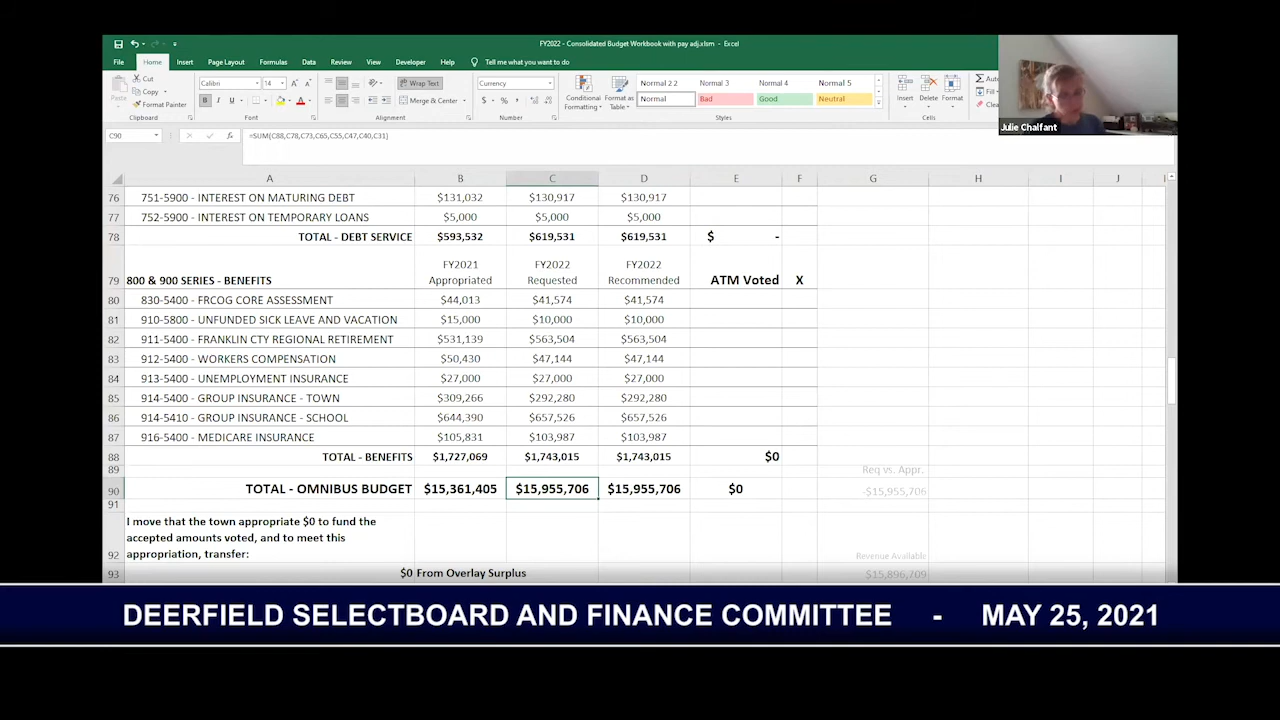 FY2022 - Consolidated Budget Workbook with pay adj.xlsm - Excel
File Home Insert Page Layout Formulas Data Review View Developer Help Tell me what you want to do
Cut
Copy
Format Painter
Paste
Clipboard
Calibri 14
B I U
Font
Wrap Text
Merge & Center
Alignment
Currency
$ % ,
Number
Conditional Formatting
Format as Table
Normal 2 2 Normal 3 Normal 4 Normal 5
Normal Bad Good Neutral
Styles
Insert Delete Format
Cells
Julie Chalfant
C90 =SUM(C88,C78,C73,C65,C55,C47,C40,C31)
A B C D E F G H I J
76 751-5900 - INTEREST ON MATURING DEBT $131,032 $130,917 $130,917
77 752-5900 - INTEREST ON TEMPORARY LOANS $5,000 $5,000 $5,000
78 TOTAL - DEBT SERVICE $593,532 $619,531 $619,531 $ -
FY2021 FY2022 FY2022
79 800 & 900 SERIES - BENEFITS Appropriated Requested Recommended ATM Voted X
80 830-5400 - FRCOG CORE ASSESSMENT $44,013 $41,574 $41,574
81 910-5800 - UNFUNDED SICK LEAVE AND VACATION $15,000 $10,000 $10,000
82 911-5400 - FRANKLIN CTY REGIONAL RETIREMENT $531,139 $563,504 $563,504
83 912-5400 - WORKERS COMPENSATION $50,430 $47,144 $47,144
84 913-5400 - UNEMPLOYMENT INSURANCE $27,000 $27,000 $27,000
85 914-5400 - GROUP INSURANCE - TOWN $309,266 $292,280 $292,280
86 914-5410 - GROUP INSURANCE - SCHOOL $644,390 $657,526 $657,526
87 916-5400 - MEDICARE INSURANCE $105,831 $103,987 $103,987
88 TOTAL - BENEFITS $1,727,069 $1,743,015 $1,743,015 $0
89 Req vs. Appr.
90 TOTAL - OMNIBUS BUDGET $15,361,405 $15,955,706 $15,955,706 $0 -$15,955,706
91
I move that the town appropriate $0 to fund the
accepted amounts voted, and to meet this
92 appropriation, transfer: Revenue Available
93 $0 From Overlay Surplus $15,896,709
DEERFIELD SELECTBOARD AND FINANCE COMMITTEE - MAY 25, 2021